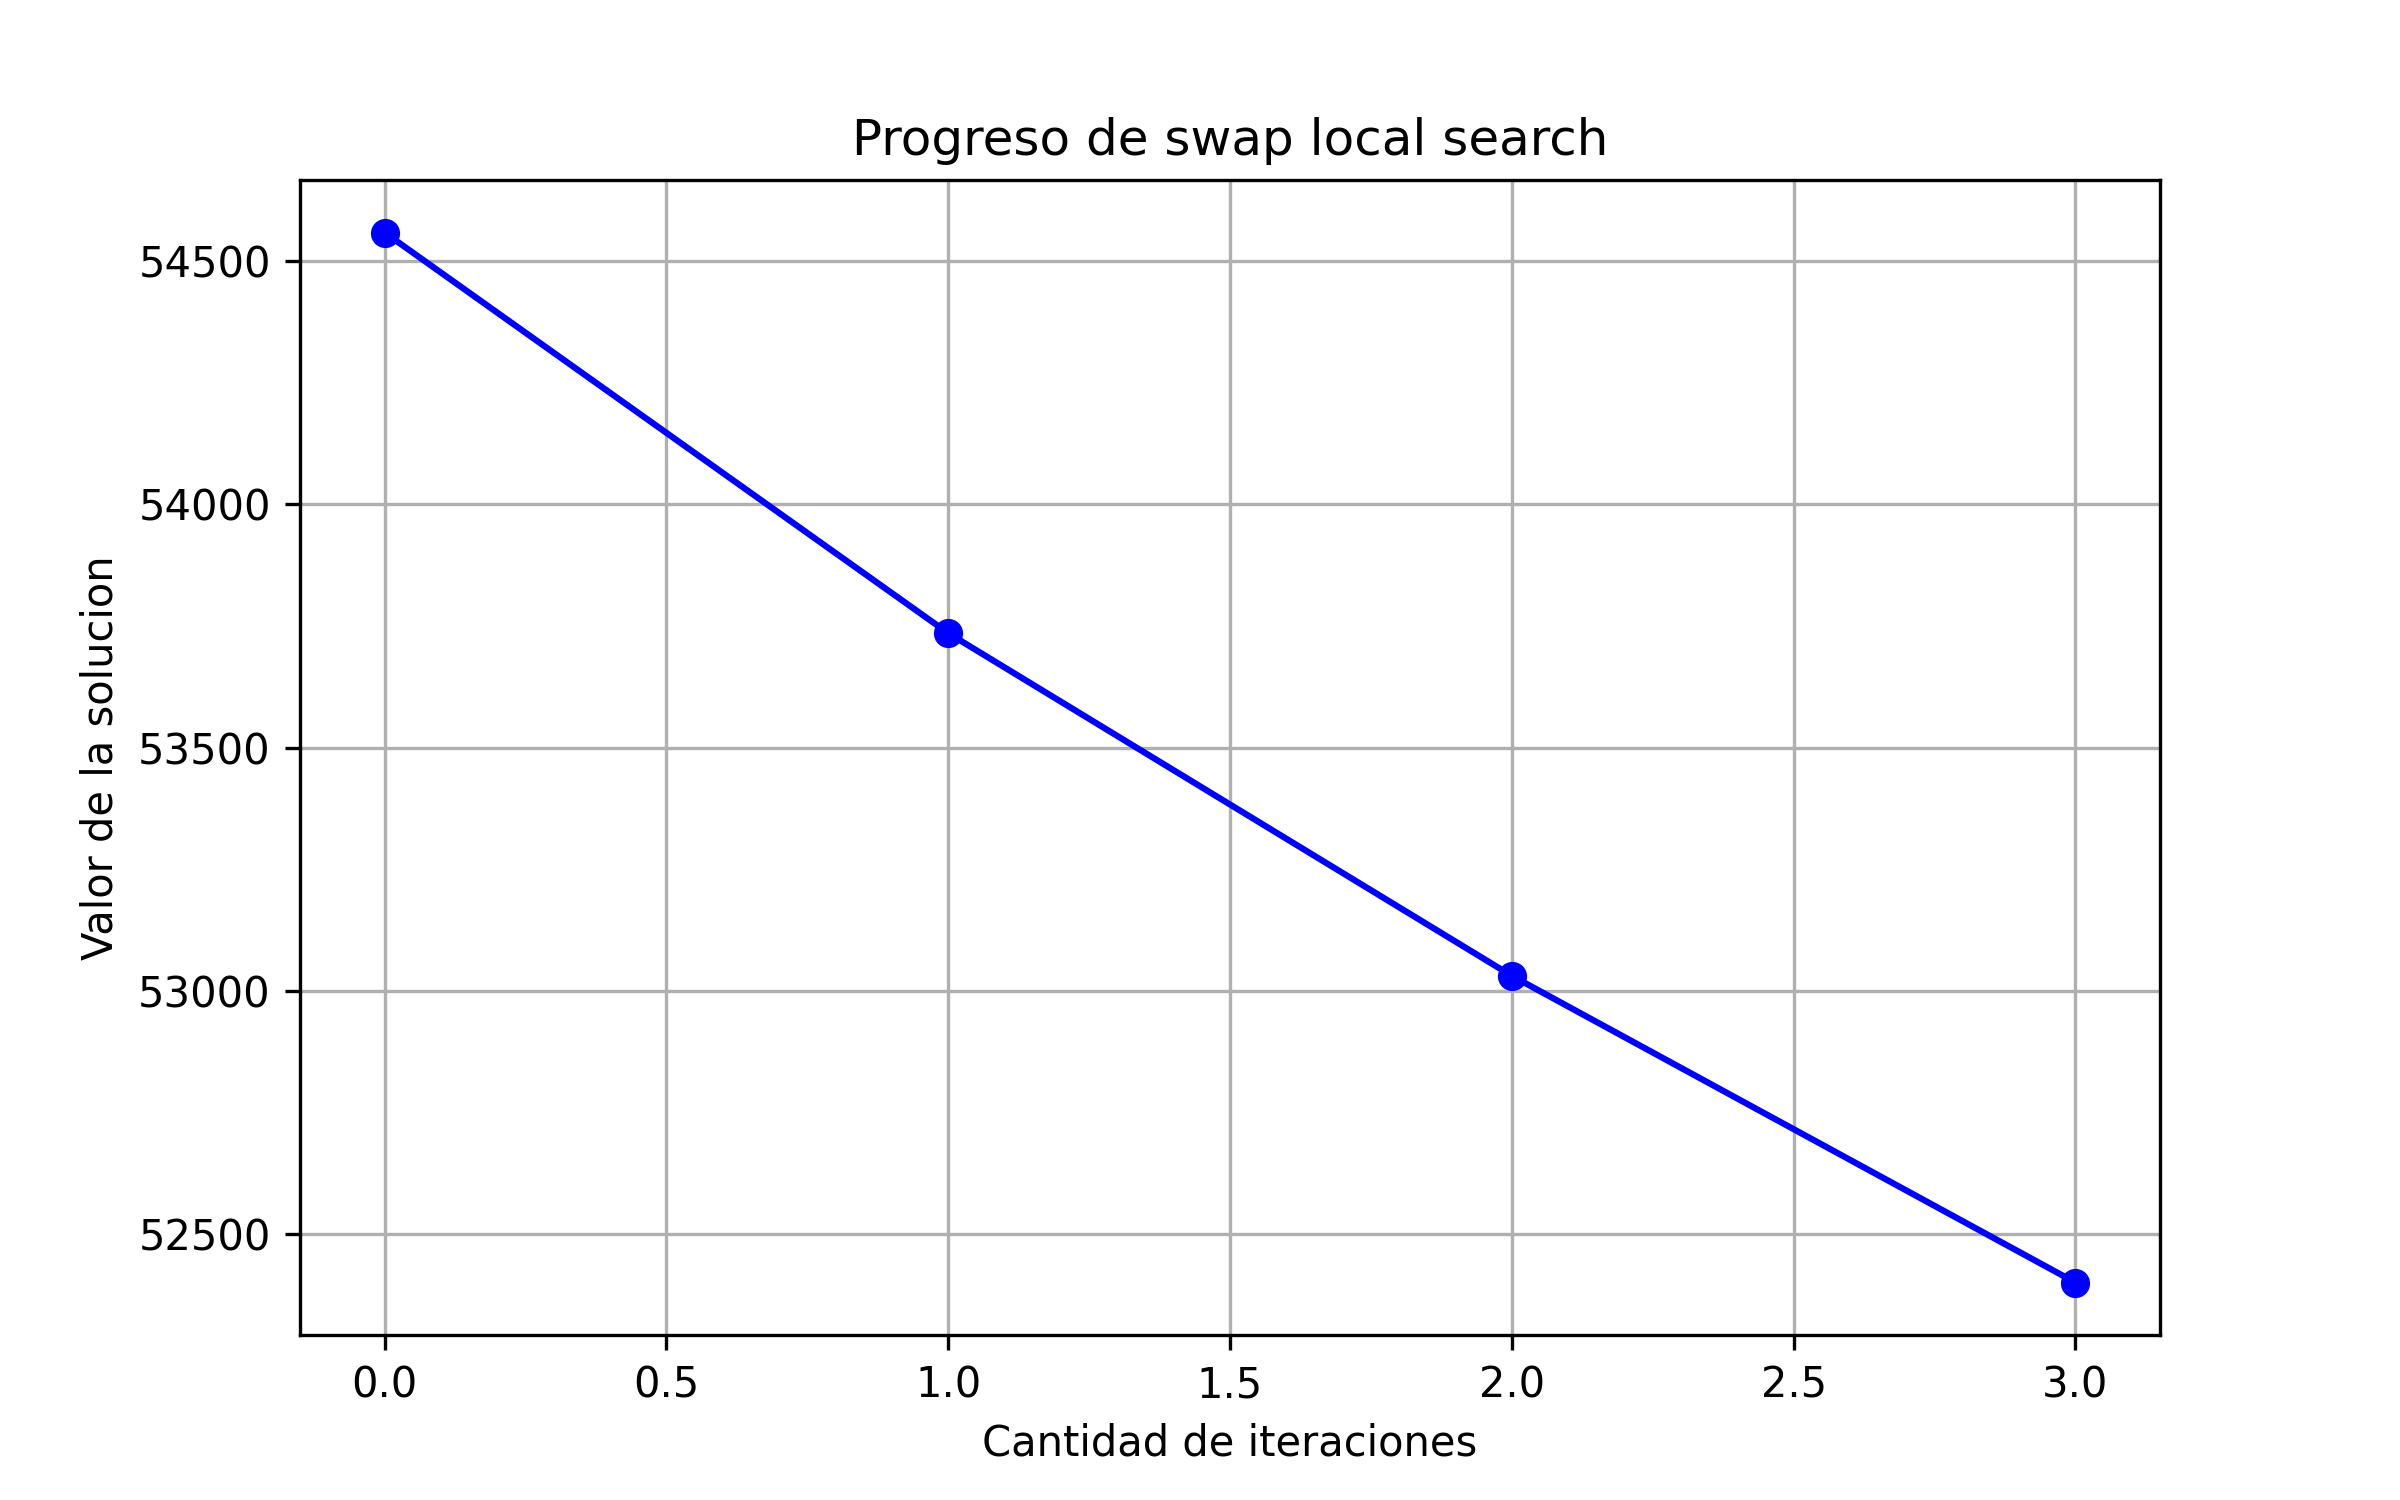 Progreso de swap local search
Valor de la solucion
54500
54000
53500
53000
52500
0.0 0.5 1.0 1.5 2.0 2.5 3.0
Cantidad de iteraciones